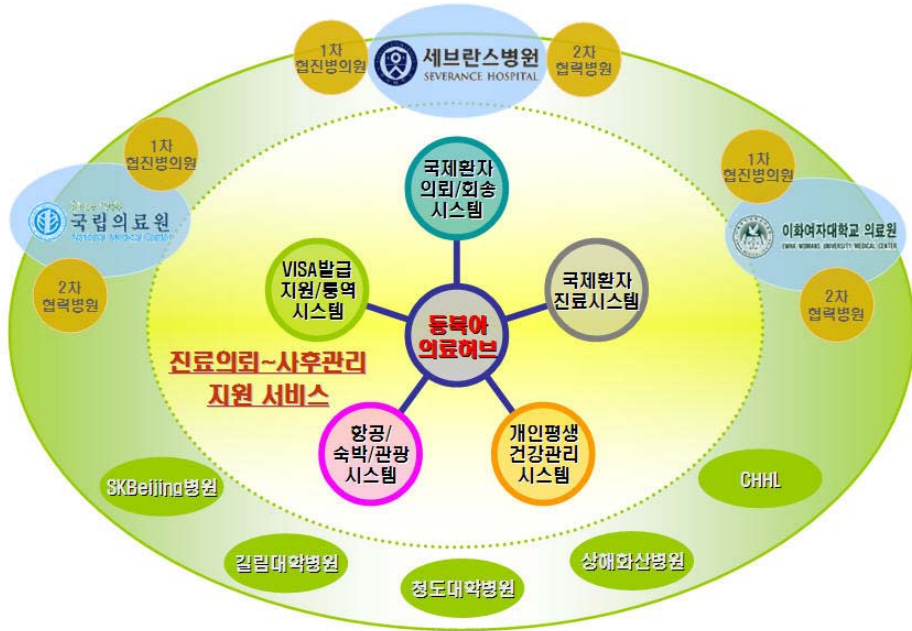 1차
협진병의원
세브란스병원
SEVERANCE HOSPITAL
2차
협력병원
1차
협진병의원
Since 1958
국립의료원
National Medical Center
2차
협력병원
1차
협진병의원
이화여자대학교 의료원
EWHA WOMANS UNIVERSITY MEDICAL CENTER
2차
협력병원
국제환자
의뢰/회송
시스템
VISA발급
지원/통역
시스템
국제환자
진료시스템
동북아
의료허브
진료의뢰~사후관리
지원 서비스
항공/
숙박/관광
시스템
개인평생
건강관리
시스템
SKBeijing병원
길림대학병원
청도대학병원
상해화산병원
CHHL